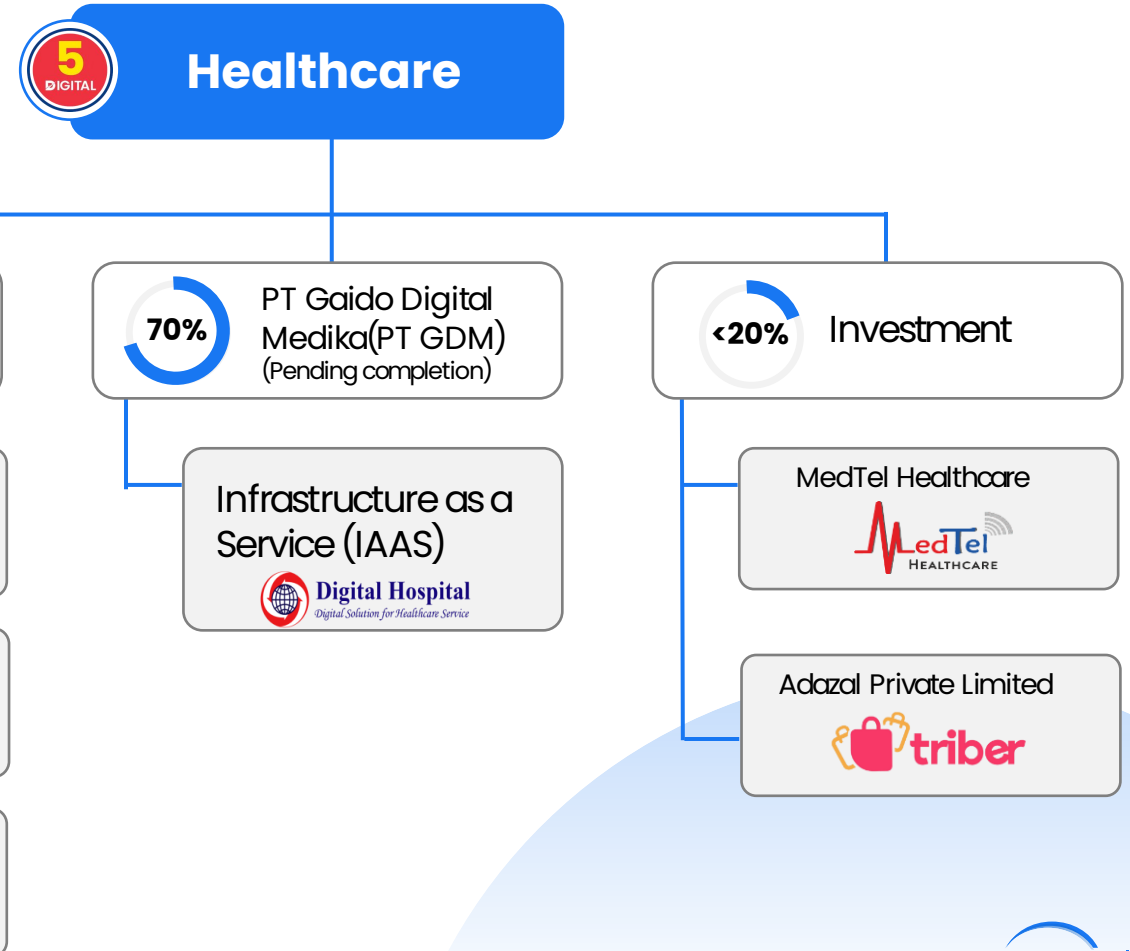 5
DIGITAL
Healthcare
70%
PT Gaido Digital
Medika(PT GDM)
(Pending completion)
Infrastructure as a
Service (IAAS)
Digital Hospital
Digital Solution for Healthcare Service
<20%
Investment
MedTel Healthcare
MedTel
HEALTHCARE
Adazal Private Limited
triber